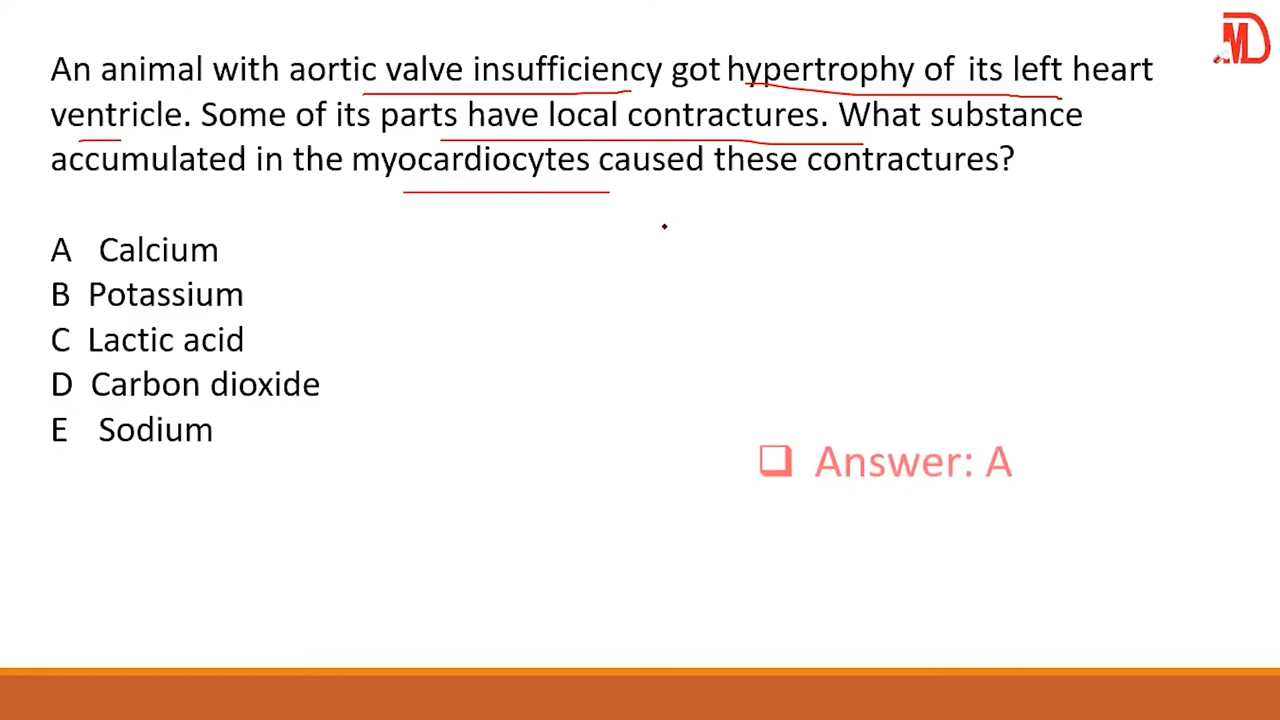 MD
An animal with aortic valve insufficiency got hypertrophy of its left heart
ventricle. Some of its parts have local contractures. What substance
accumulated in the myocardiocytes caused these contractures?
A Calcium
B Potassium
C Lactic acid
D Carbon dioxide
E Sodium
Answer: A